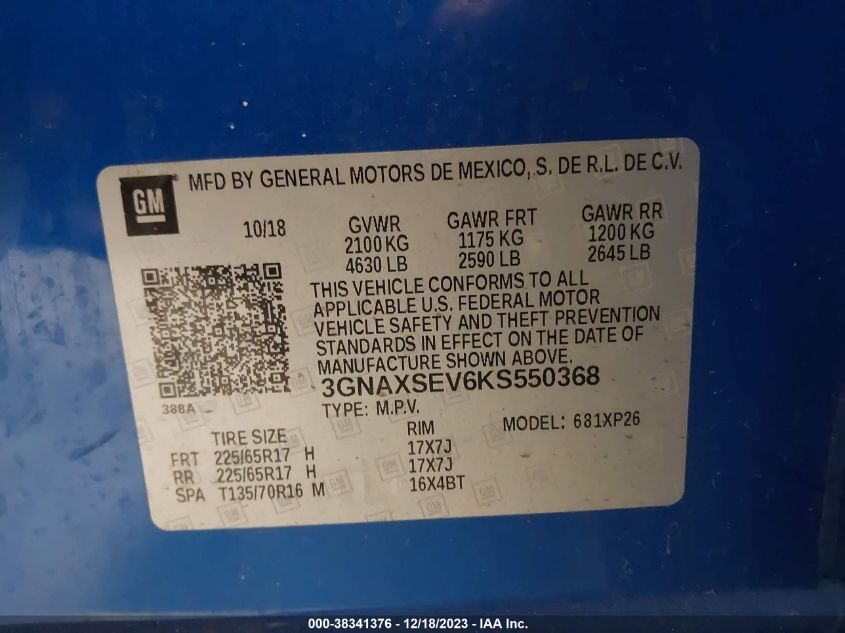 GM
MFD BY GENERAL MOTORS DE MEXICO, S. DE R.L. DE C.V.
10/18 GVWR GAWR FRT GAWR RR
2100 KG 1175 KG 1200 KG
4630 LB 2590 LB 2645 LB
THIS VEHICLE CONFORMS TO ALL
APPLICABLE U.S. FEDERAL MOTOR
VEHICLE SAFETY AND THEFT PREVENTION
STANDARDS IN EFFECT ON THE DATE OF
MANUFACTURE SHOWN ABOVE.
3GNAXSEV6KS550368
388A
TYPE: M.P.V.
MODEL: 681XP26
TIRE SIZE RIM
FRT 225/65R17 H 17X7J
RR 225/65R17 H 17X7J
SPA T135/70R16 M 16X4BT
000-38341376 - 12/18/2023 - IAA Inc.